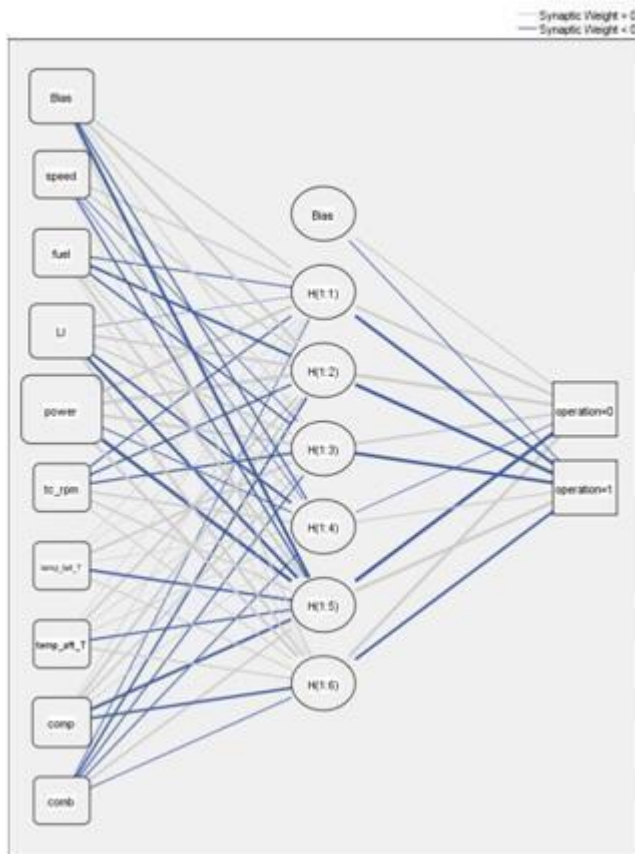 Synaptic Weight > 0
Synaptic Weight < 0
Bias
speed
fuel
LI
power
tc_rpm
temp_bef_T
temp_aft_T
comp
comb
Bias
H(1:1)
H(1:2)
H(1:3)
H(1:4)
H(1:5)
H(1:6)
operation=0
operation=1